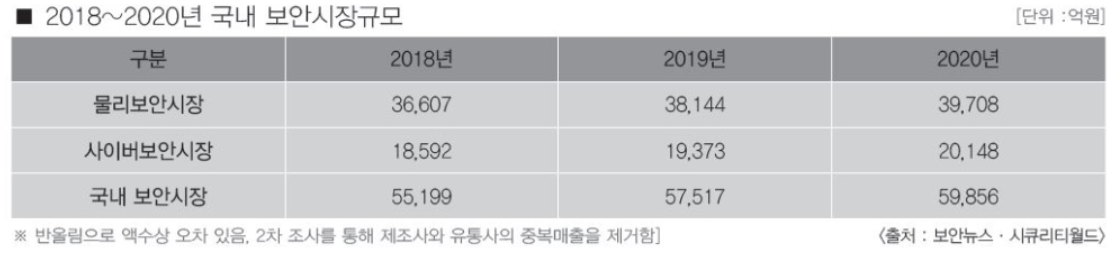 ■ 2018~2020년 국내 보안시장규모 [단위 :억원]
구분 2018년 2019년 2020년
물리보안시장 36,607 38,144 39,708
사이버보안시장 18,592 19,373 20,148
국내 보안시장 55,199 57,517 59,856
※ 반올림으로 액수상 오차 있음, 2차 조사를 통해 제조사와 유통사의 중복매출을 제거함] 〈출처 : 보안뉴스·시큐리티월드〉